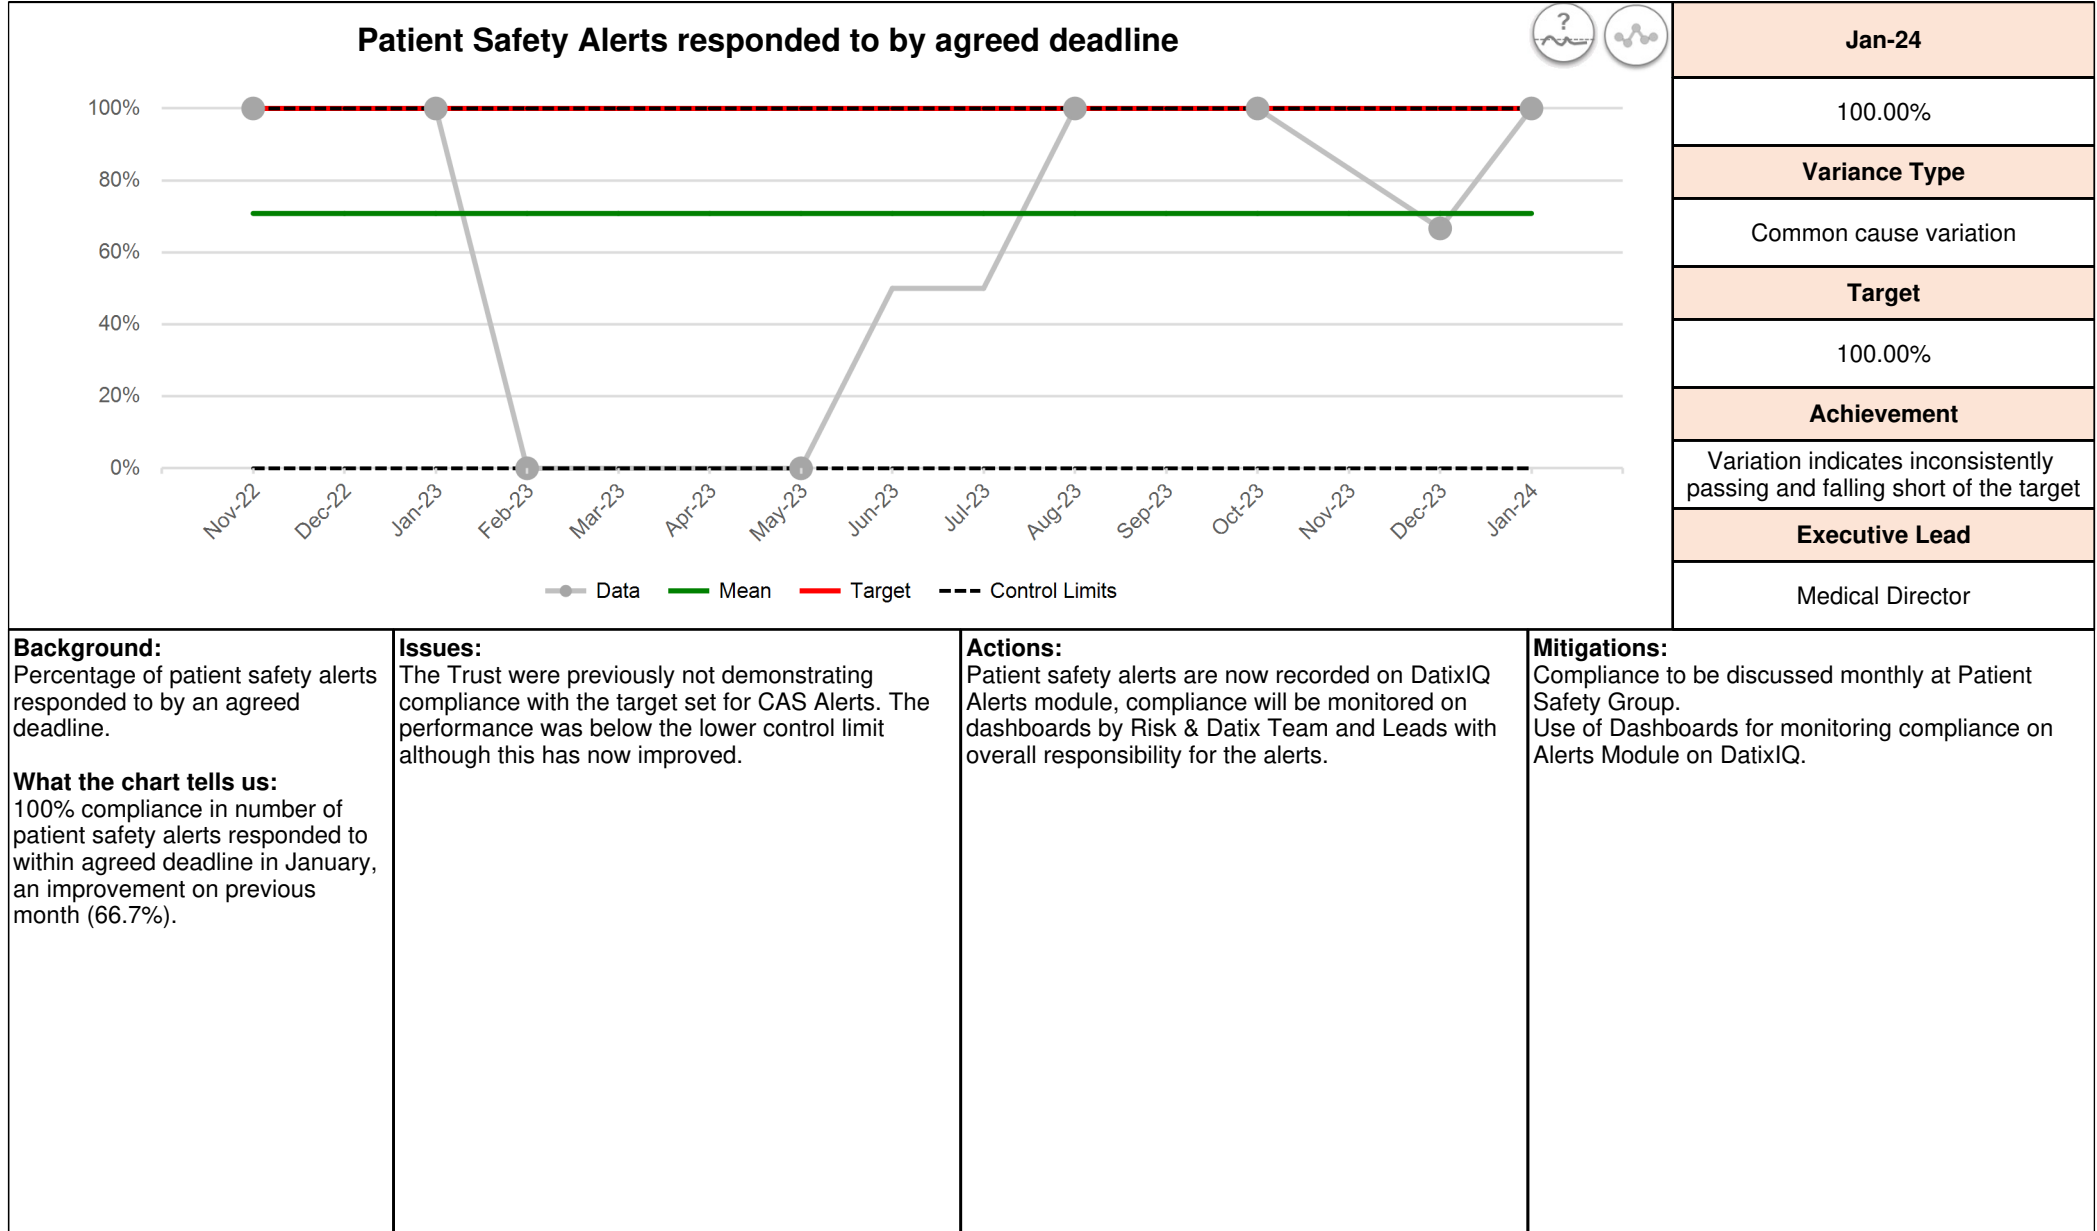 Patient Safety Alerts responded to by agreed deadline
?
100%
80%
60%
40%
20%
0%
Nov-22
Dec-22
Jan-23
Feb-23
Mar-23
Apr-23
May-23
Jun-23
Jul-23
Aug-23
Sep-23
Oct-23
Nov-23
Dec-23
Jan-24
Data
Mean
Target
Control Limits
Jan-24
100.00%
Variance Type
Common cause variation
Target
100.00%
Achievement
Variation indicates inconsistently
passing and falling short of the target
Executive Lead
Medical Director
Background:
Percentage of patient safety alerts
responded to by an agreed
deadline.
What the chart tells us:
100% compliance in number of
patient safety alerts responded to
within agreed deadline in January,
an improvement on previous
month (66.7%).
Issues:
The Trust were previously not demonstrating
compliance with the target set for CAS Alerts. The
performance was below the lower control limit
although this has now improved.
Actions:
Patient safety alerts are now recorded on DatixIQ
Alerts module, compliance will be monitored on
dashboards by Risk & Datix Team and Leads with
overall responsibility for the alerts.
Mitigations:
Compliance to be discussed monthly at Patient
Safety Group.
Use of Dashboards for monitoring compliance on
Alerts Module on DatixIQ.